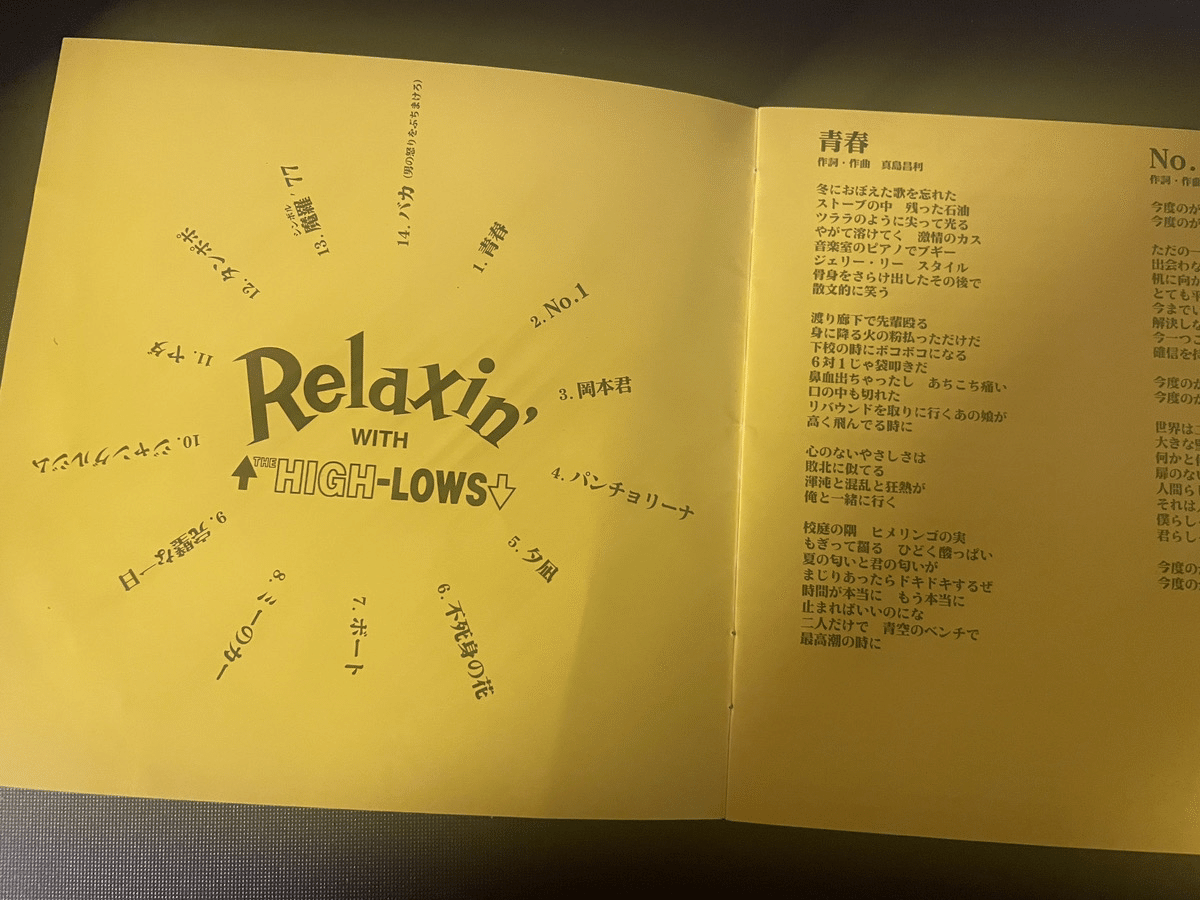 Relaxin'
WITH
THE HIGH-LOWS
1. 青春
2. No.1
3. 岡本君
4. パンチョリーナ
5. 夕凪
6. 不死身の花
7. ボート
8. ミーのカー
9. 完璧な一日
10. ジャングルジム
11. ヤダ
12. タンポポ
ジンボル
13. 魔羅 '77
14. バカ (男の怒りをぶちまけろ)
青春
作詞・作曲　真島昌利
冬におぼえた歌を忘れた
ストーブの中　残った石油
ツララのように尖って光る
やがて溶けてく　激情のカス
音楽室のピアノでブギー
ジェリー・リー　スタイル
骨身をさらけ出したその後で
散文的に笑う
渡り廊下で先輩殴る
身に降る火の粉払っただけだ
下校の時にボコボコになる
6対1じゃ袋叩きだ
鼻血出ちゃったし　あちこち痛い
口の中も切れた
リバウンドを取りに行くあの娘が
高く飛んでる時に
心のないやさしさは
敗北に似てる
渾沌と混乱と狂熱が
俺と一緒に行く
校庭の隅　ヒメリンゴの実
もぎって齧る　ひどく酸っぱい
夏の匂いと君の匂いが
まじりあったらドキドキするぜ
時間が本当に　もう本当に
止まればいいのにな
二人だけで　青空のベンチで
最高潮の時に
No.
作詞・作
今度のか
今度のか
ただの一
出会わな
机に向か
とても平
今までい
解決しな
今一つこ
確信を持
今度のか
今度のか
世界は二
大きな
何かと
扉のない
人間らし
それは
僕らし
君らし
今度のか
今度のか